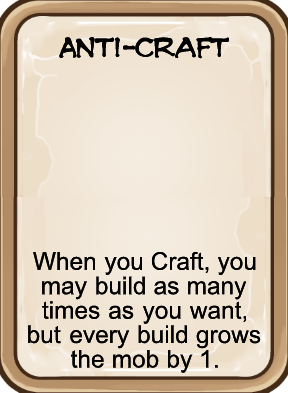 ANTI-CRAFT
When you Craft, you
may build as many
times as you want,
but every build grows
the mob by 1.